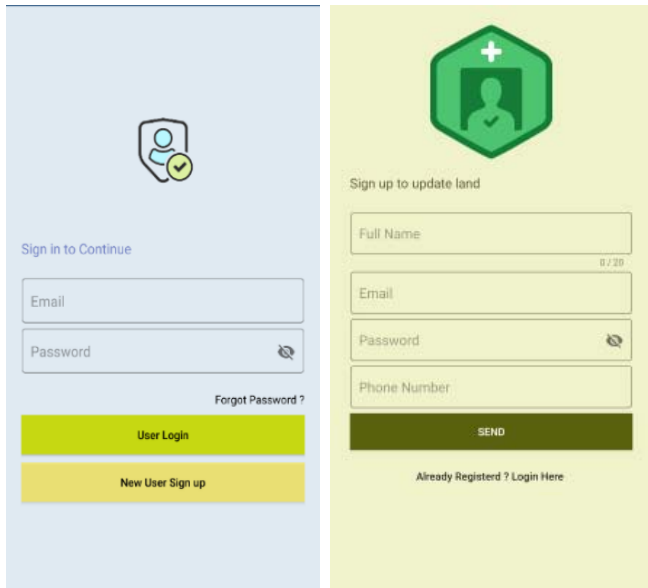 Sign in to Continue
Email
Password
Forgot Password ?
User Login
New User Sign up
Sign up to update land
Full Name
0 / 20
Email
Password
Phone Number
SEND
Already Registerd ? Login Here